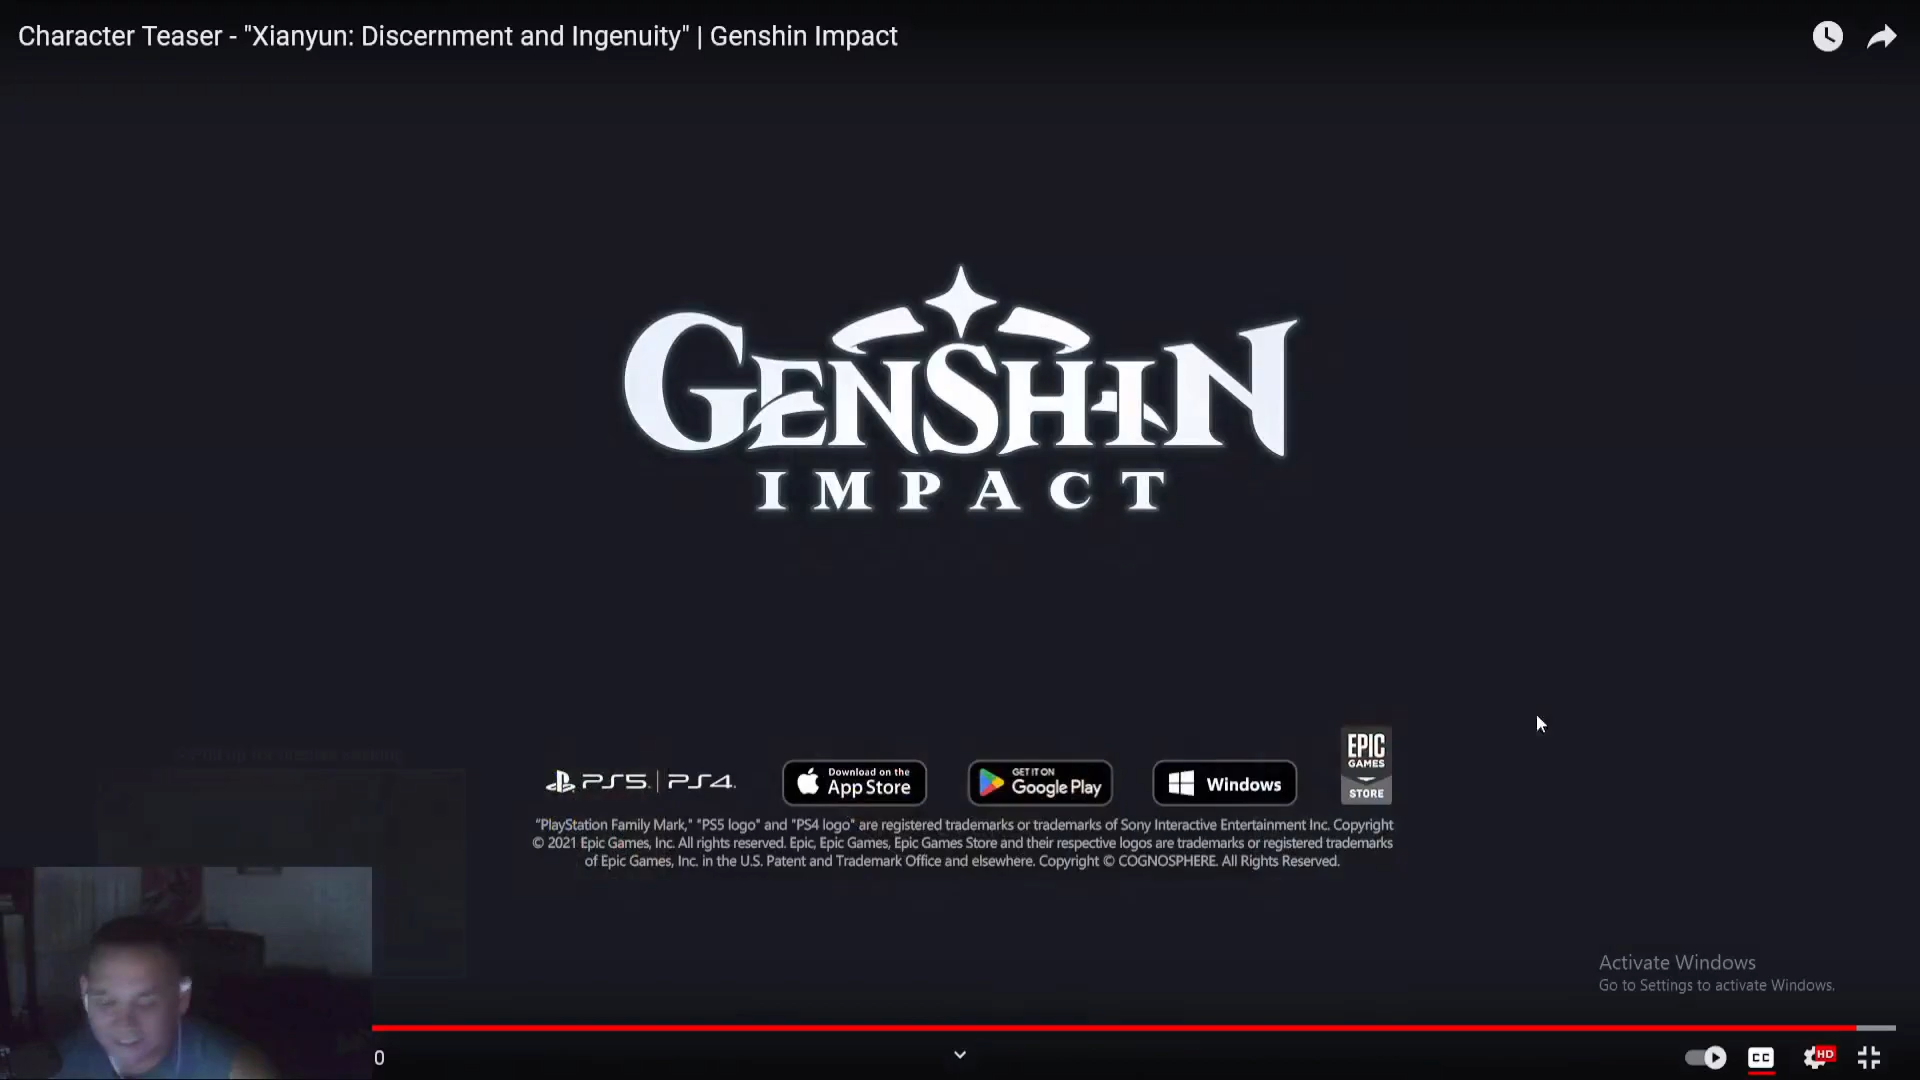 Character Teaser - "Xianyun: Discernment and Ingenuity" | Genshin Impact
GENSHIN
IMPACT
PS5 | PS4
Download on the
App Store
GET IT ON
Google Play
Windows
EPIC
GAMES
STORE
"PlayStation Family Mark," "PS5 logo" and "PS4 logo" are registered trademarks or trademarks of Sony Interactive Entertainment Inc. Copyright
© 2021 Epic Games, Inc. All rights reserved. Epic, Epic Games, Epic Games Store and their respective logos are trademarks or registered trademarks
of Epic Games, Inc. in the U.S. Patent and Trademark Office and elsewhere. Copyright © COGNOSPHERE. All Rights Reserved.
Activate Windows
Go to Settings to activate Windows.
0
CC
HD